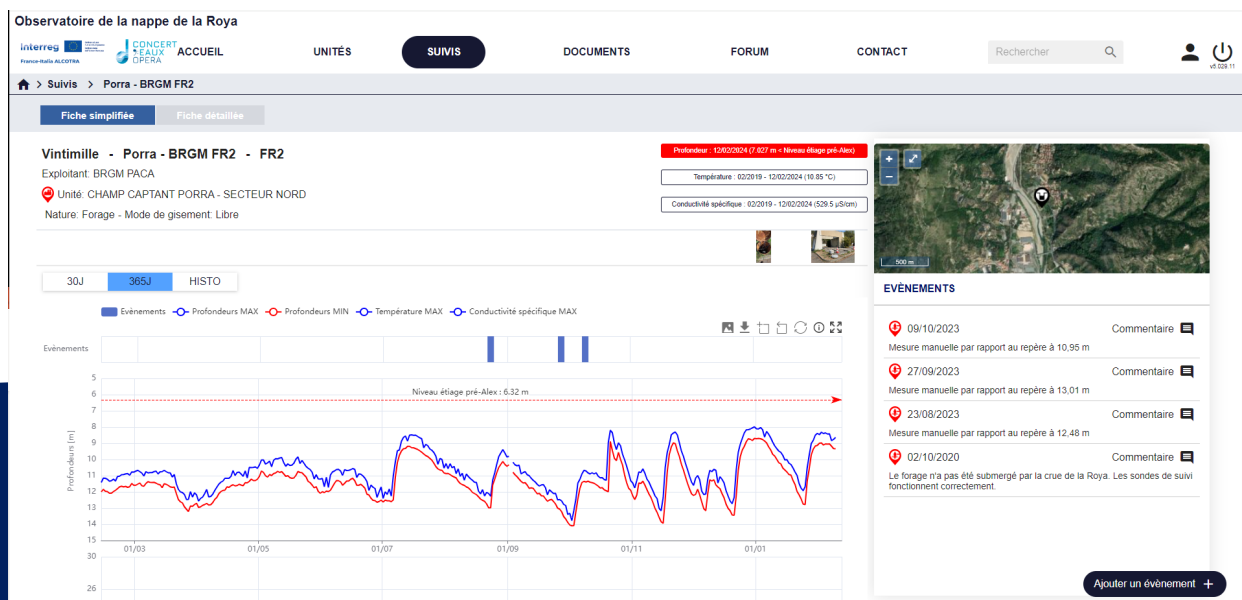 Observatoire de la nappe de la Roya
Interreg
France-Italia ALCOTRA
CONCERT
EAUX
OPERA
ACCUEIL UNITÉS SUIVIS DOCUMENTS FORUM CONTACT Rechercher
v5.029.11
> Suivis > Porra - BRGM FR2
Fiche simplifiée Fiche détaillée
Vintimille - Porra - BRGM FR2 - FR2
Exploitant: BRGM PACA
Unité: CHAMP CAPTANT PORRA - SECTEUR NORD
Nature: Forage - Mode de gisement: Libre
Profondeur : 12/02/2024 (7.027 m < Niveau étiage pré-Alex)
Température : 02/2019 - 12/02/2024 (10.85 °C)
Conductivité spécifique : 02/2019 - 12/02/2024 (529.5 µS/cm)
30J 365J HISTO
Evènements Profondeurs MAX Profondeurs MIN Température MAX Conductivité spécifique MAX
Evènements
Niveau étiage pré-Alex : 6.32 m
Profondeurs [m]
5
6
7
8
9
10
11
12
13
14
15
01/03 01/05 01/07 01/09 01/11 01/01
30
26
+
−
500 m
EVÈNEMENTS
09/10/2023 Commentaire
Mesure manuelle par rapport au repère à 10,95 m
27/09/2023 Commentaire
Mesure manuelle par rapport au repère à 13,01 m
23/08/2023 Commentaire
Mesure manuelle par rapport au repère à 12,48 m
02/10/2020 Commentaire
Le forage n'a pas été submergé par la crue de la Roya. Les sondes de suivi
fonctionnent correctement.
Ajouter un évènement +